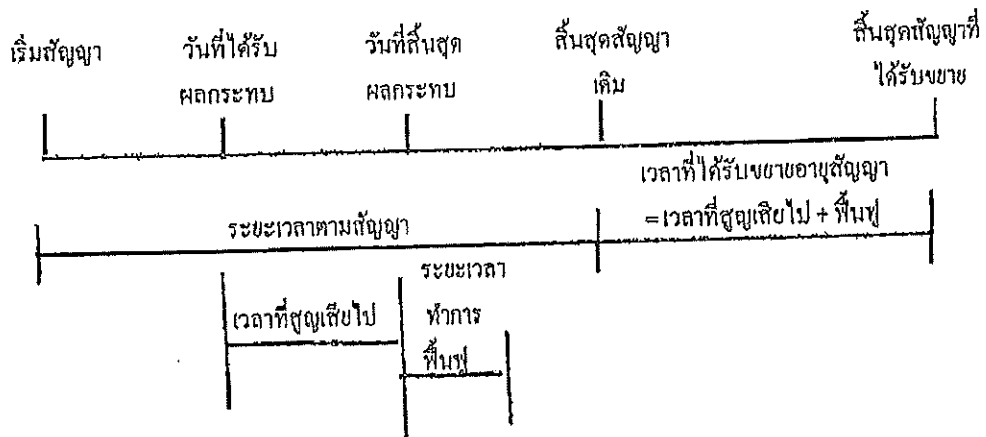 เริ่มสัญญา
วันที่ได้รับ
ผลกระทบ
วันที่สิ้นสุด
ผลกระทบ
สิ้นสุดสัญญา
เดิม
สิ้นสุดสัญญาที่
ได้รับขยาย
เวลาที่ได้รับขยายอายุสัญญา
=เวลาที่สูญเสียไป + ฟื้นฟู
ระยะเวลาตามสัญญา
เวลาที่สูญเสียไป
ระยะเวลา
ทำการ
ฟื้นฟู